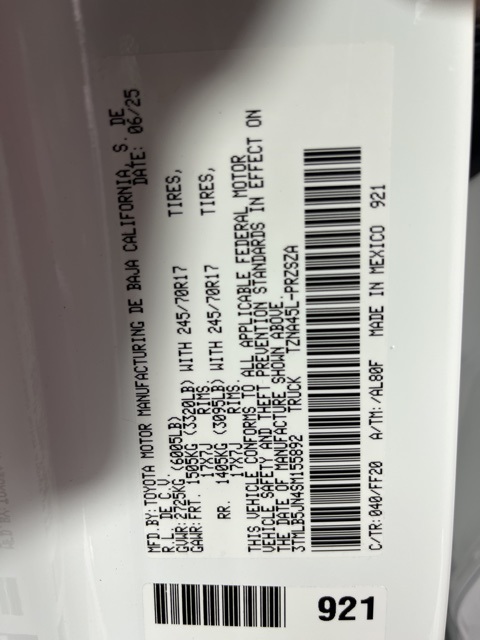 MFD.BY:TOYOTA MOTOR MANUFACTURING DE BAJA CALIFORNIA, S. DE
R.L. DE C.V. DATE: 06/25
GVWR:2725KG (6005LB)
GAWR:FRT. 1505KG (3320LB) WITH 245/70R17 TIRES,
17X7J RIMS,
RR. 1405KG (3095LB) WITH 245/70R17 TIRES,
17X7J RIMS.
THIS VEHICLE CONFORMS TO ALL APPLICABLE FEDERAL MOTOR
VEHICLE SAFETY AND THEFT PREVENTION STANDARDS IN EFFECT ON
THE DATE OF MANUFACTURE SHOWN ABOVE.
3TMLB5JN4SM155892 TRUCK TZNA45L-PRZSZA
C/TR:040/FF20 A/TM: /AL80F MADE IN MEXICO 921
921